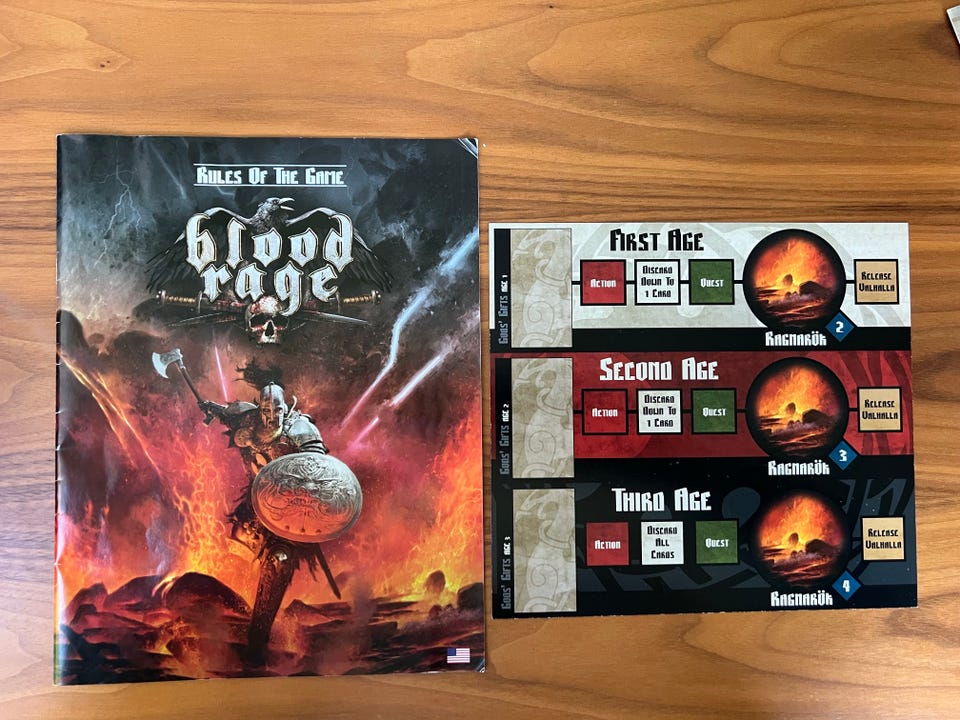 Rules Of The Game
blood
rage
First Age
Gods' Gifts Age 1
Action
Discard
Down To
1 Card
Quest
Release
Valhalla
2
Ragnarök
Second Age
Gods' Gifts Age 2
Action
Discard
Down To
1 Card
Quest
Release
Valhalla
3
Ragnarök
Third Age
Gods' Gifts Age 3
Action
Discard
All
Cards
Quest
Release
Valhalla
4
Ragnarök